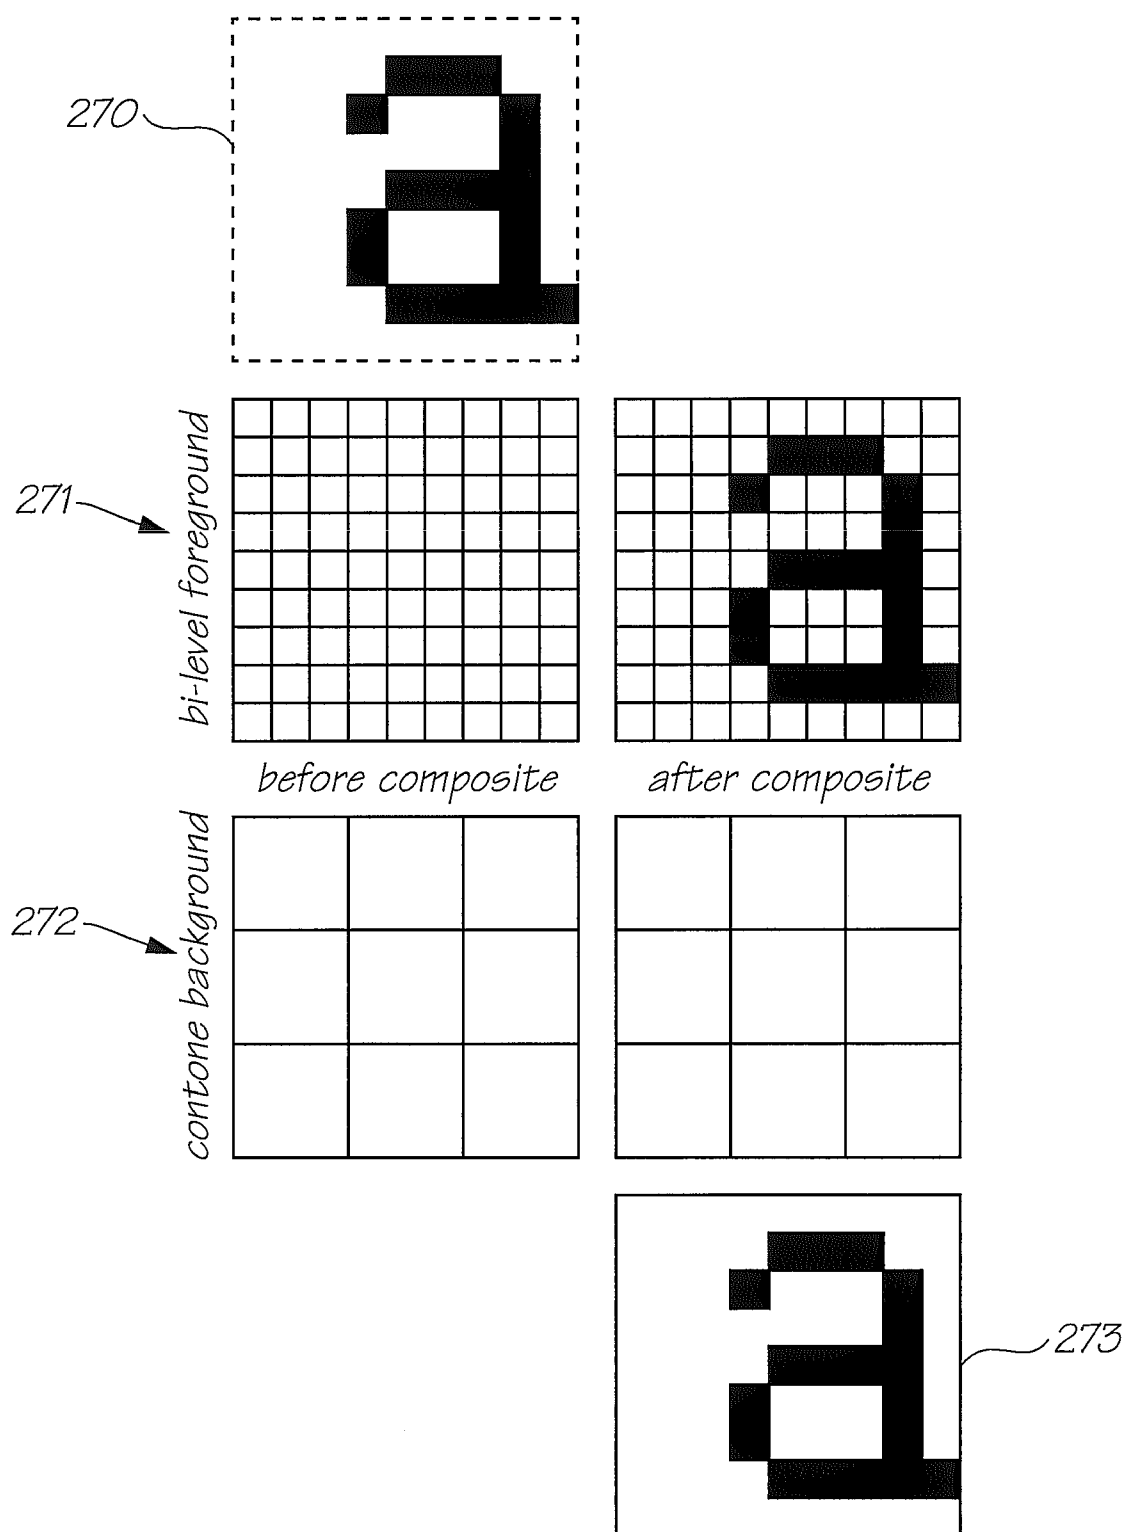 270
a
271
bi-level foreground
a
before composite
after composite
272
contone background
a
273